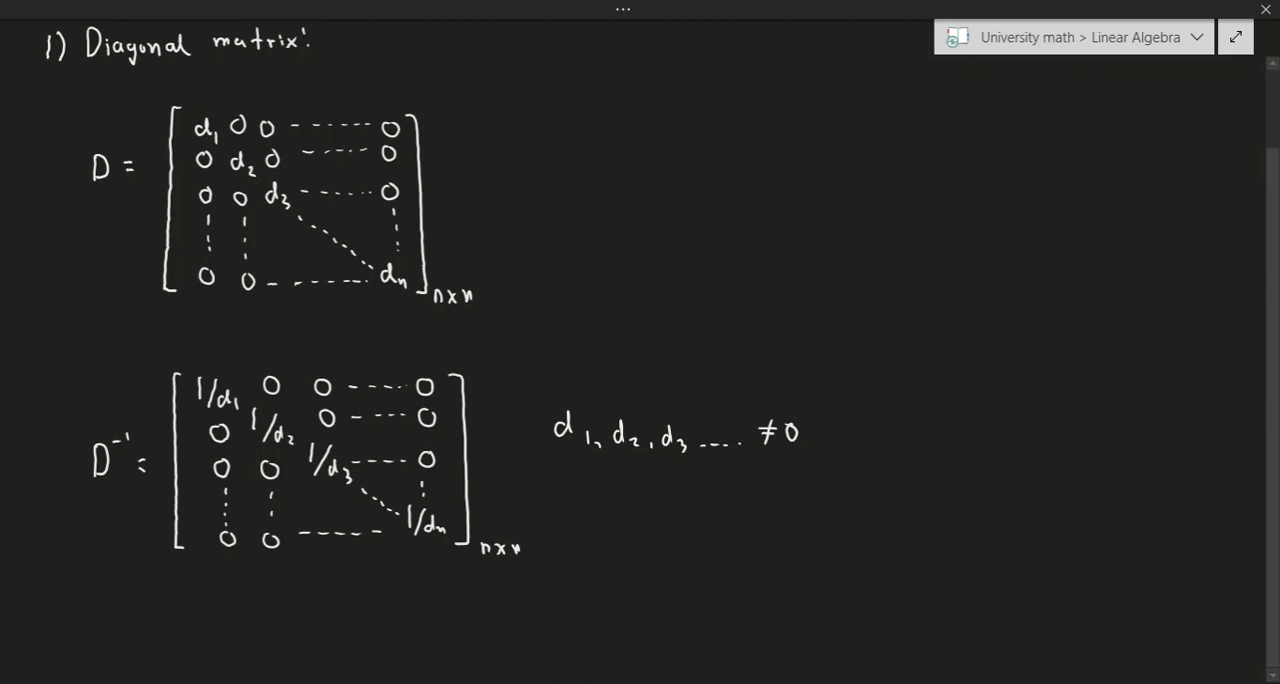 ...
University math > Linear Algebra
1) Diagonal matrix:
d₁ 0 0 ------ 0
0 d₂ 0 ------ 0
D = 0 0 d₃ ------ 0
0 0 ------ dₙ
n×n
1/d₁ 0 0 ---- 0
0 1/d₂ 0 ---- 0
D⁻¹ = 0 0 1/d₃ ---- 0
0 0 ----- 1/dₙ
n×n
d₁, d₂, d₃ .... ≠ 0